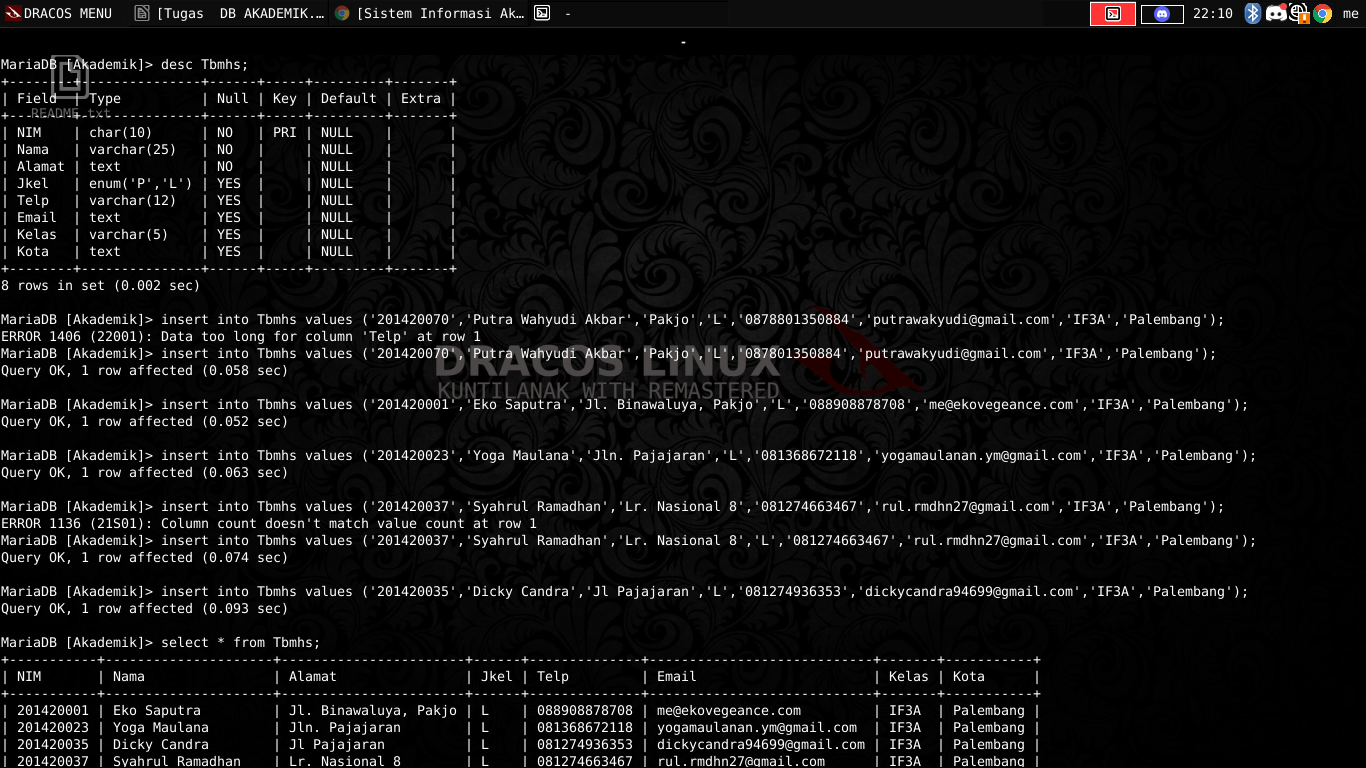 DRACOS MENU [Tugas  DB AKADEMIK.... [Sistem Informasi Ak... - 22:10 me
-
MariaDB [Akademik]> desc Tbmhs;
+---------+---------------+------+-----+---------+-------+
| Field   | Type          | Null | Key | Default | Extra |
README.txt
+---------+---------------+------+-----+---------+-------+
| NIM     | char(10)      | NO   | PRI | NULL    |       |
| Nama    | varchar(25)   | NO   |     | NULL    |       |
| Alamat  | text          | NO   |     | NULL    |       |
| Jkel    | enum('P','L') | YES  |     | NULL    |       |
| Telp    | varchar(12)   | YES  |     | NULL    |       |
| Email   | text          | YES  |     | NULL    |       |
| Kelas   | varchar(5)    | YES  |     | NULL    |       |
| Kota    | text          | YES  |     | NULL    |       |
+---------+---------------+------+-----+---------+-------+
8 rows in set (0.002 sec)
MariaDB [Akademik]> insert into Tbmhs values ('201420070','Putra Wahyudi Akbar','Pakjo','L','0878801350884','putrawakyudi@gmail.com','IF3A','Palembang');
ERROR 1406 (22001): Data too long for column 'Telp' at row 1
MariaDB [Akademik]> insert into Tbmhs values ('201420070','Putra Wahyudi Akbar','Pakjo','L','087801350884','putrawakyudi@gmail.com','IF3A','Palembang');
Query OK, 1 row affected (0.058 sec)
DRACOS LINUX
KUNTILANAK WITH REMASTERED
MariaDB [Akademik]> insert into Tbmhs values ('201420001','Eko Saputra','Jl. Binawaluya, Pakjo','L','088908878708','me@ekovegeance.com','IF3A','Palembang');
Query OK, 1 row affected (0.052 sec)
MariaDB [Akademik]> insert into Tbmhs values ('201420023','Yoga Maulana','Jln. Pajajaran','L','081368672118','yogamaulanan.ym@gmail.com','IF3A','Palembang');
Query OK, 1 row affected (0.063 sec)
MariaDB [Akademik]> insert into Tbmhs values ('201420037','Syahrul Ramadhan','Lr. Nasional 8','081274663467','rul.rmdhn27@gmail.com','IF3A','Palembang');
ERROR 1136 (21S01): Column count doesn't match value count at row 1
MariaDB [Akademik]> insert into Tbmhs values ('201420037','Syahrul Ramadhan','Lr. Nasional 8','L','081274663467','rul.rmdhn27@gmail.com','IF3A','Palembang');
Query OK, 1 row affected (0.074 sec)
MariaDB [Akademik]> insert into Tbmhs values ('201420035','Dicky Candra','Jl Pajajaran','L','081274936353','dickycandra94699@gmail.com','IF3A','Palembang');
Query OK, 1 row affected (0.093 sec)
MariaDB [Akademik]> select * from Tbmhs;
+-----------+---------------------+-----------------------+------+--------------+----------------------------+-------+-----------+
| NIM       | Nama                | Alamat                | Jkel | Telp         | Email                      | Kelas | Kota      |
+-----------+---------------------+-----------------------+------+--------------+----------------------------+-------+-----------+
| 201420001 | Eko Saputra         | Jl. Binawaluya, Pakjo | L    | 088908878708 | me@ekovegeance.com         | IF3A  | Palembang |
| 201420023 | Yoga Maulana        | Jln. Pajajaran        | L    | 081368672118 | yogamaulanan.ym@gmail.com  | IF3A  | Palembang |
| 201420035 | Dicky Candra        | Jl Pajajaran          | L    | 081274936353 | dickycandra94699@gmail.com | IF3A  | Palembang |
| 201420037 | Syahrul Ramadhan    | Lr. Nasional 8        | L    | 081274663467 | rul.rmdhn27@gmail.com      | IF3A  | Palembang |